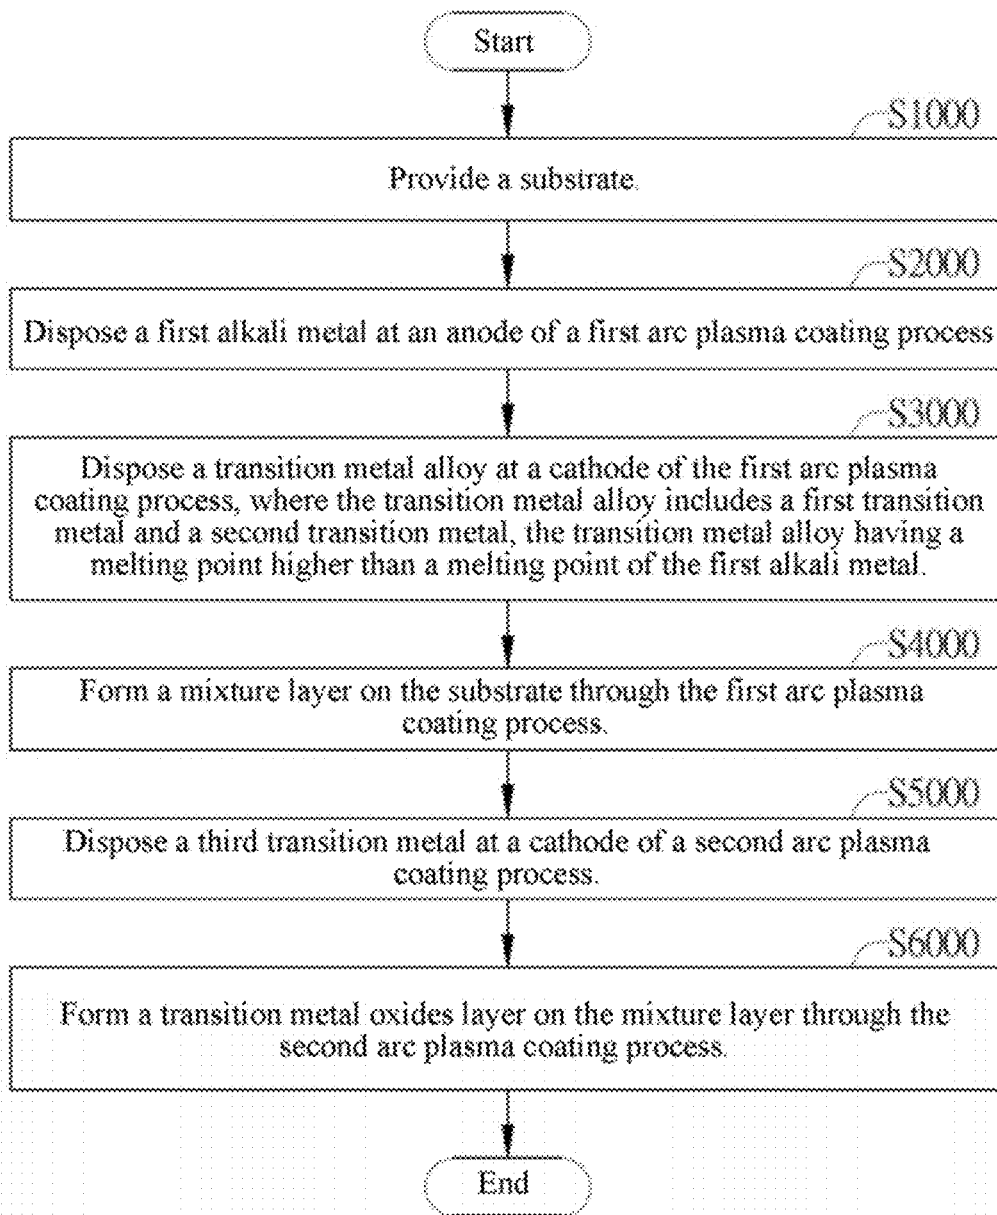 Start
S1000
Provide a substrate.
S2000
Dispose a first alkali metal at an anode of a first arc plasma coating process
S3000
Dispose a transition metal alloy at a cathode of the first arc plasma
coating process, where the transition metal alloy includes a first transition
metal and a second transition metal, the transition metal alloy having a
melting point higher than a melting point of the first alkali metal.
S4000
Form a mixture layer on the substrate through the first arc plasma
coating process.
S5000
Dispose a third transition metal at a cathode of a second arc plasma
coating process.
S6000
Form a transition metal oxides layer on the mixture layer through the
second arc plasma coating process.
End